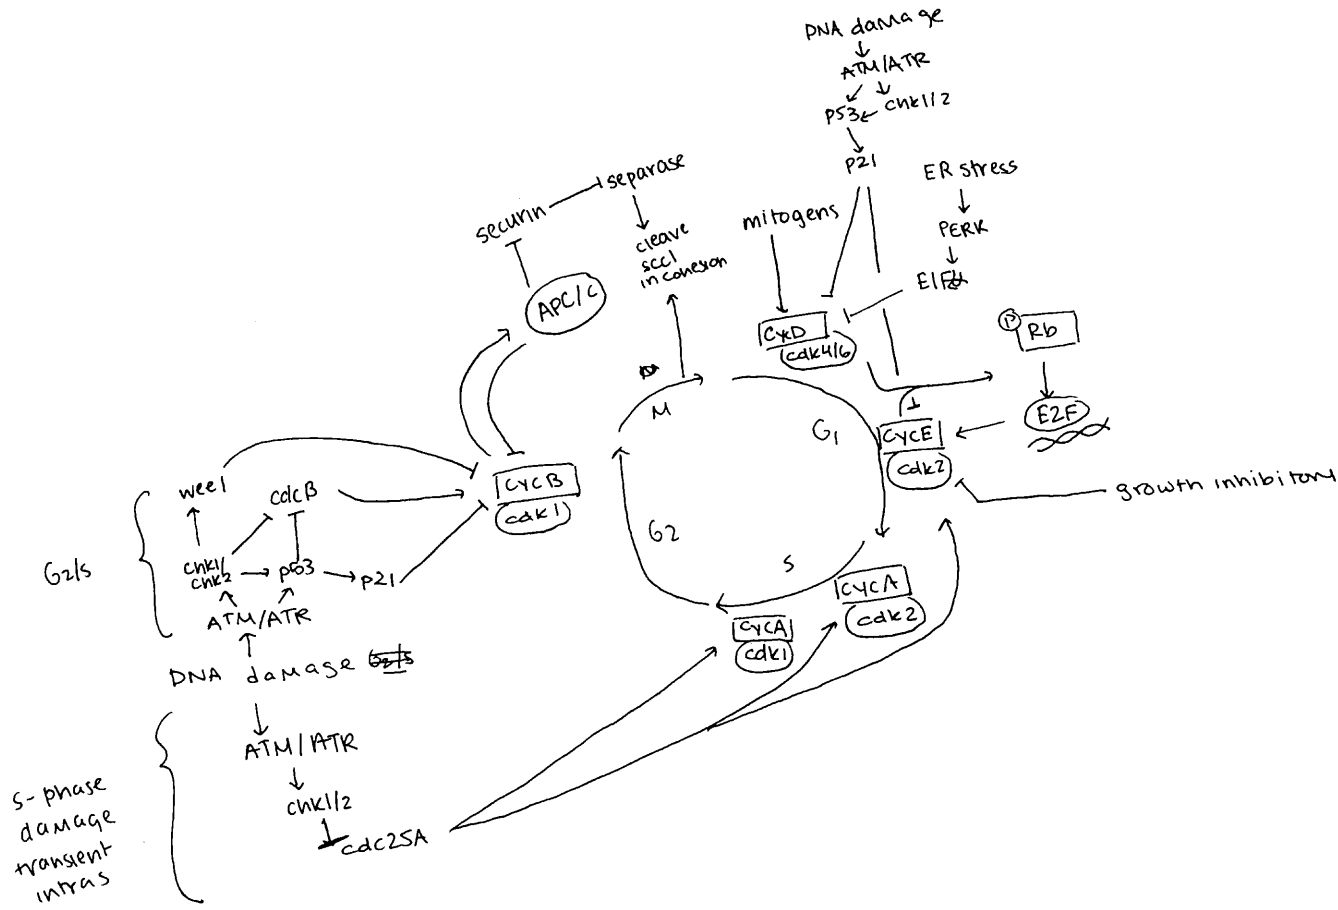 DNA damage
ATM/ATR
P53
chk1/2
P21
ER stress
PERK
mitogens
separase
securin
cleave
scc1
in cohesion
APC/C
CycD
cdk4/6
P
Rb
E2F
M
G1
CYCE
cdk2
growth inhibitory
wee1
CYCB
cdk1
G2
S
G2/S
chk1/
chk2
p53
p21
ATM/ATR
CYCA
cdk2
CYCA
cdk1
DNA damage
ATM/ATR
chk1/2
cdc25A
S-phase
damage
transient
intras